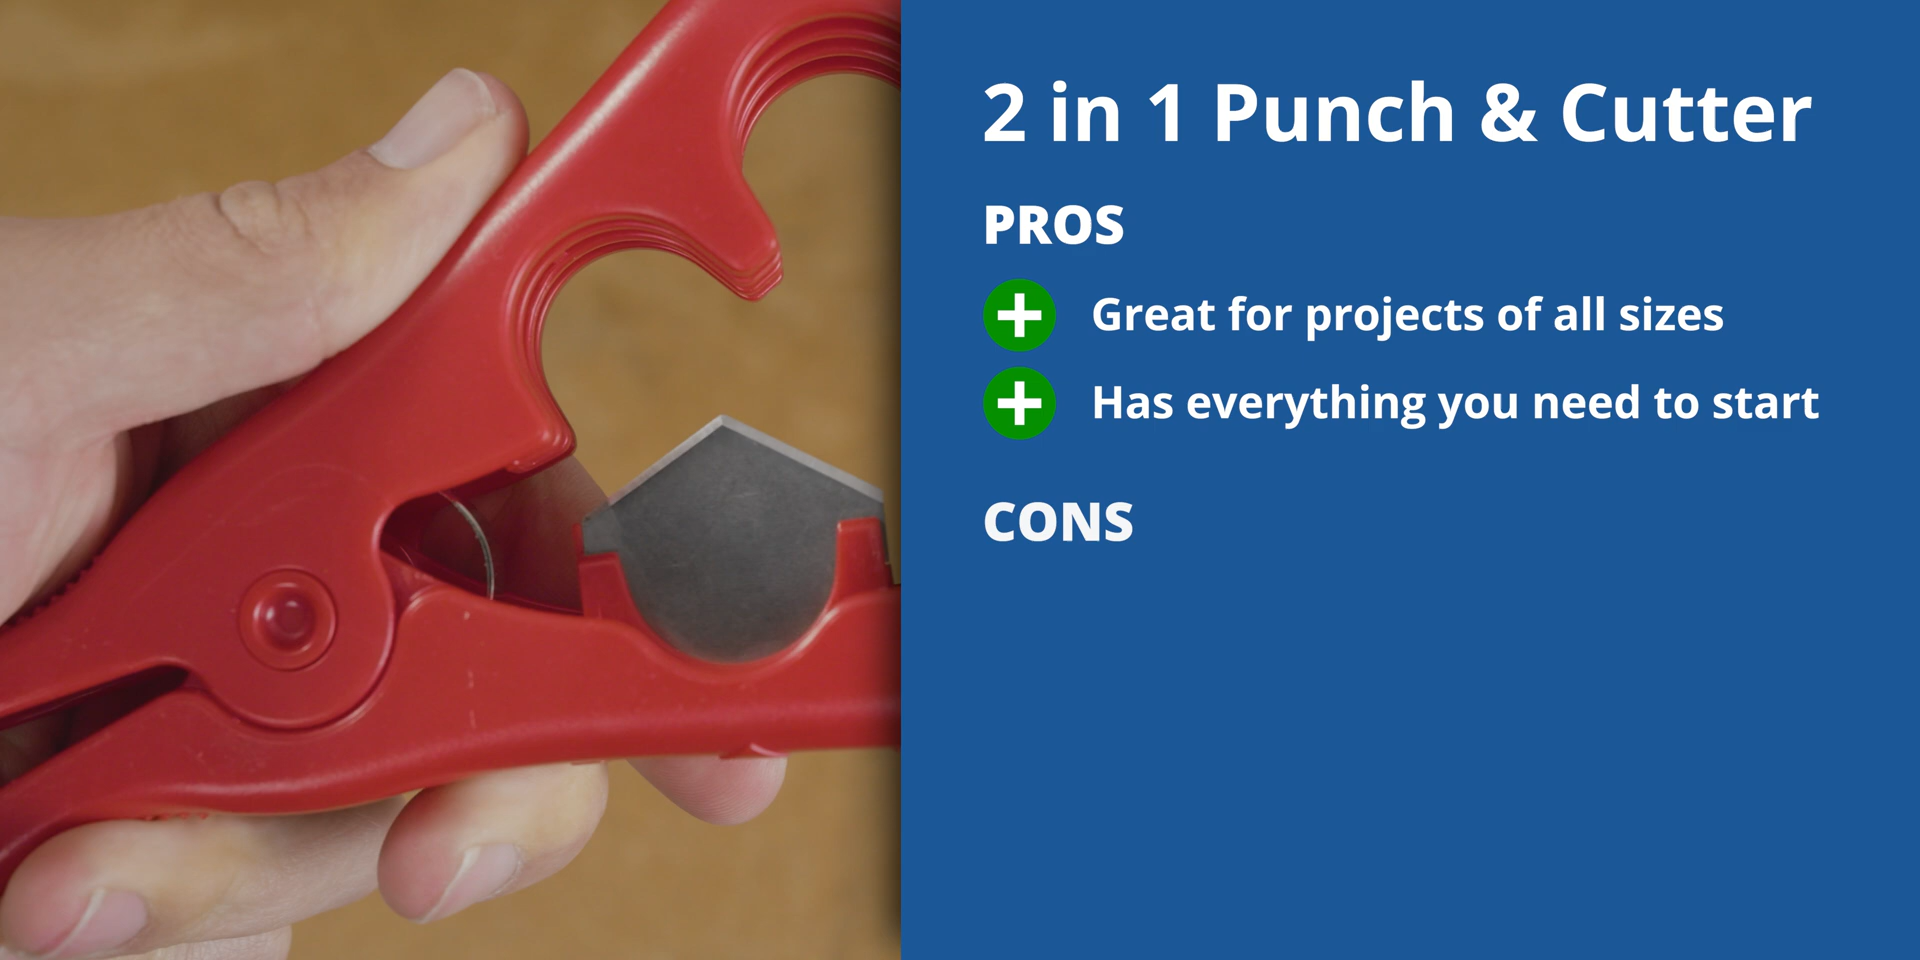 2 in 1 Punch & Cutter
PROS
Great for projects of all sizes
Has everything you need to start
CONS